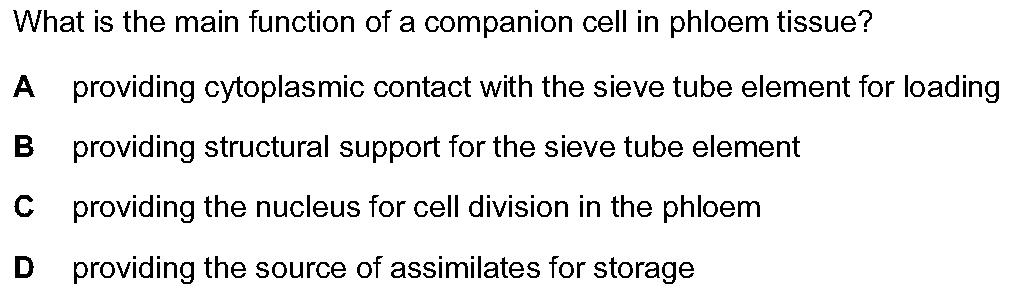 What is the main function of a companion cell in phloem tissue?
A providing cytoplasmic contact with the sieve tube element for loading
B providing structural support for the sieve tube element
C providing the nucleus for cell division in the phloem
D providing the source of assimilates for storage